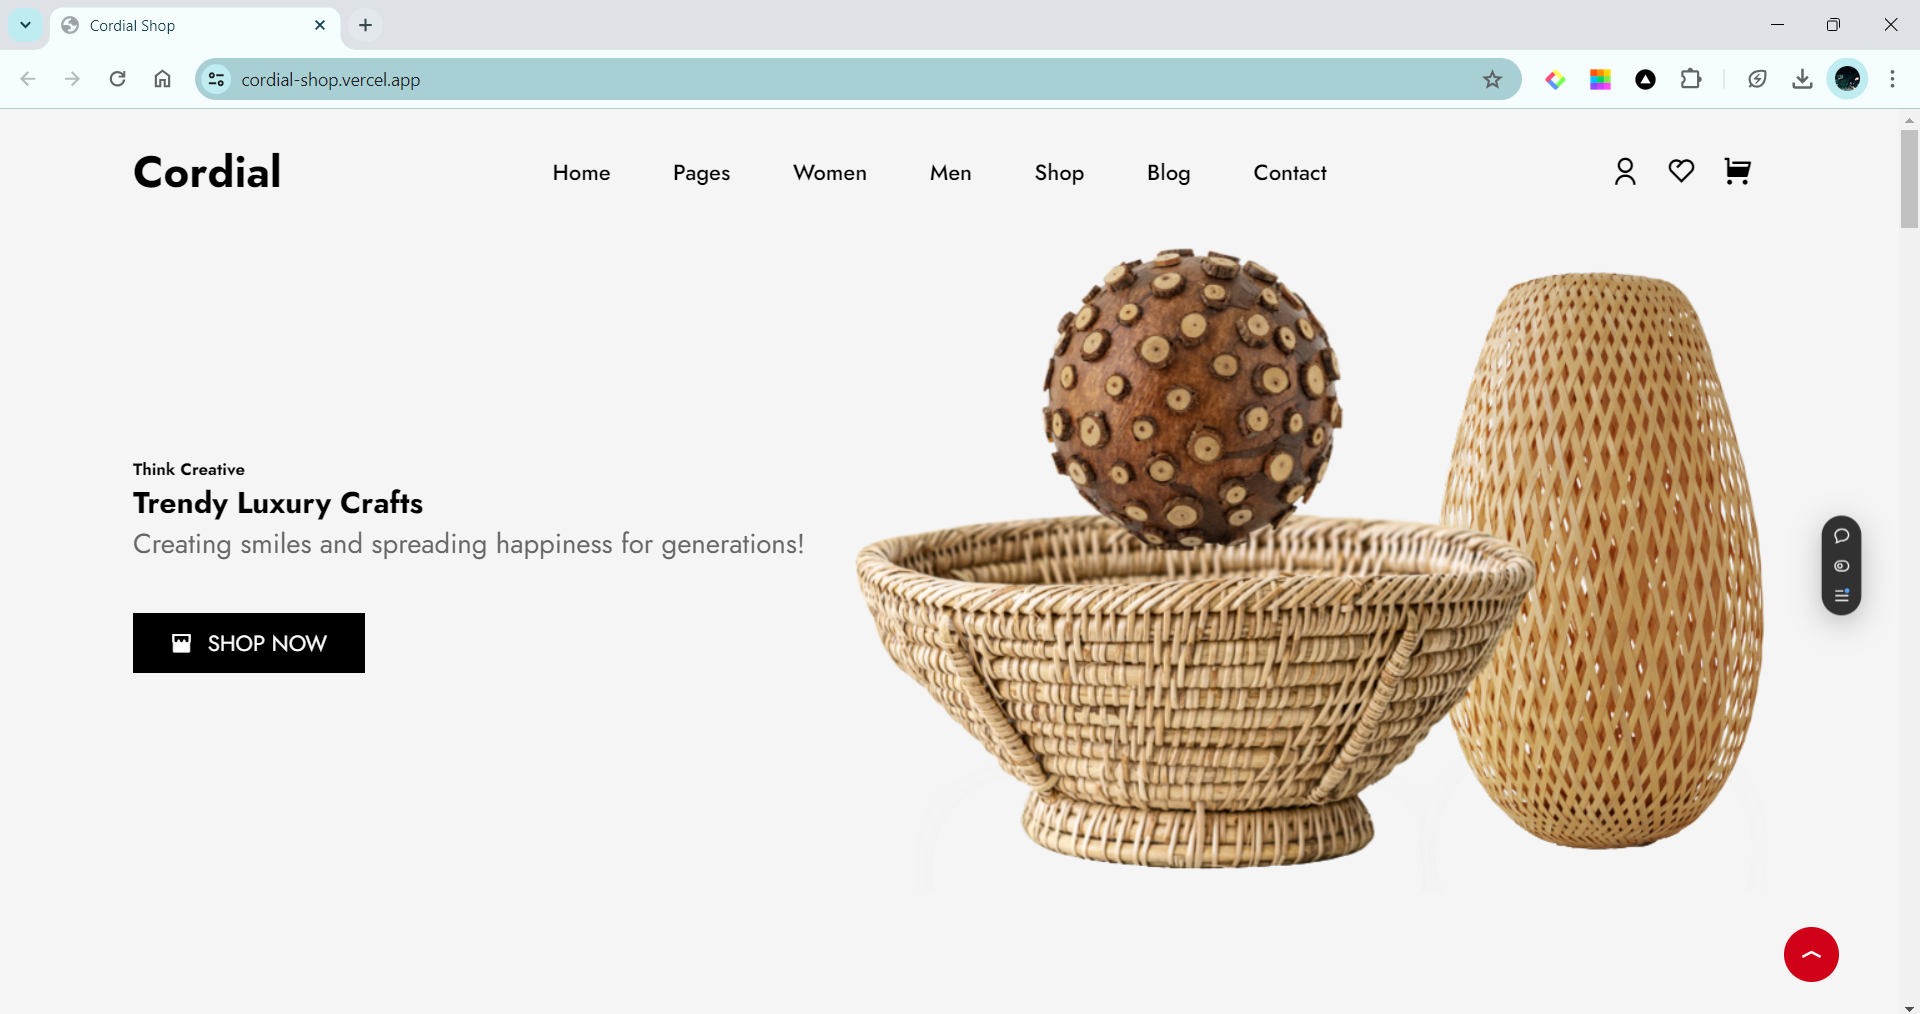 Cordial Shop
cordial-shop.vercel.app
Cordial
Home
Pages
Women
Men
Shop
Blog
Contact
Think Creative
Trendy Luxury Crafts
Creating smiles and spreading happiness for generations!
SHOP NOW